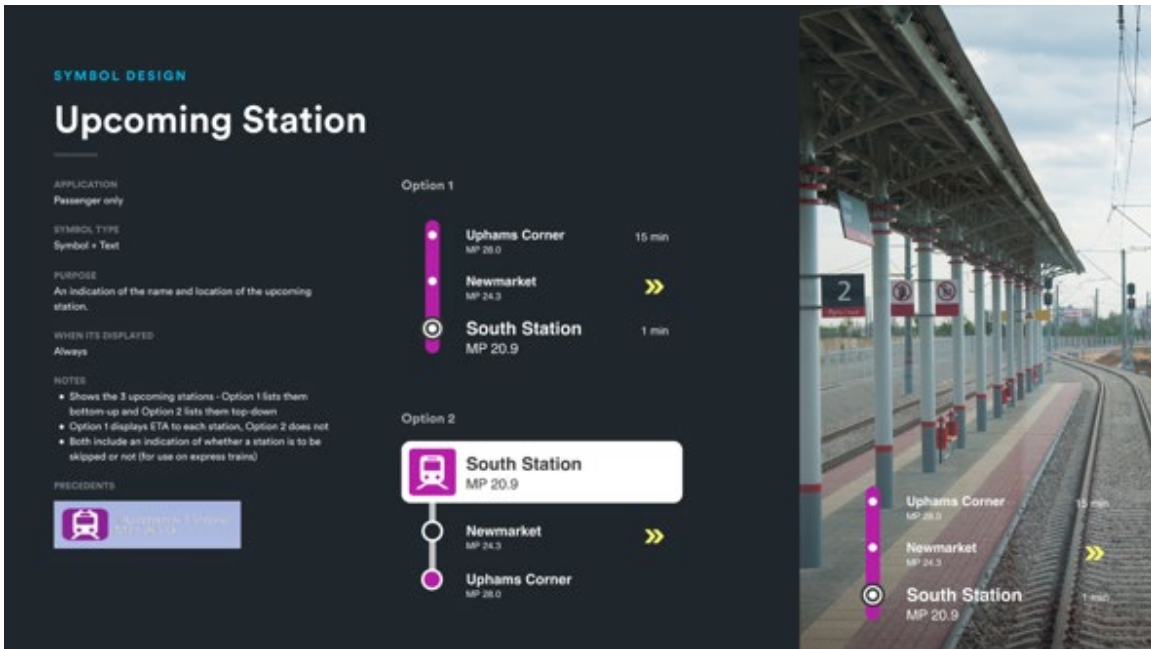 SYMBOL DESIGN
Upcoming Station
APPLICATION
Passenger only
SYMBOL TYPE
Symbol + Text
PURPOSE
An indication of the name and location of the upcoming
station.
WHEN ITS DISPLAYED
Always
NOTES
• Shows the 3 upcoming stations - Option 1 lists them
bottom-up and Option 2 lists them top-down
• Option 1 displays ETA to each station, Option 2 does not
• Both include an indication of whether a station is to be
skipped or not (for use on express trains)
PRECEDENTS
Option 1
Uphams Corner 15 min
MP 28.0
Newmarket
MP 24.3
South Station 1 min
MP 20.9
Option 2
South Station
MP 20.9
Newmarket
MP 24.3
Uphams Corner
MP 28.0
2
Uphams Corner 15 min
MP 28.0
Newmarket
MP 24.3
South Station 1 min
MP 20.9